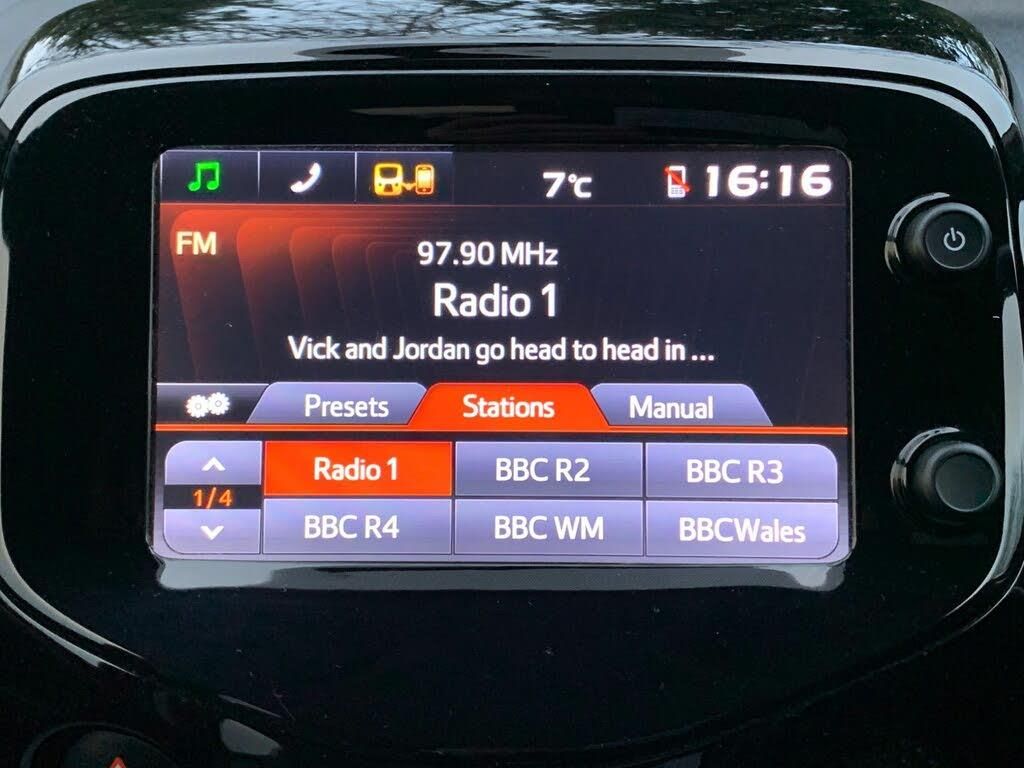 7°C 16:16
FM
97.90 MHz
Radio 1
Vick and Jordan go head to head in ...
Presets Stations Manual
Radio 1 BBC R2 BBC R3
1/4
BBC R4 BBC WM BBCWales